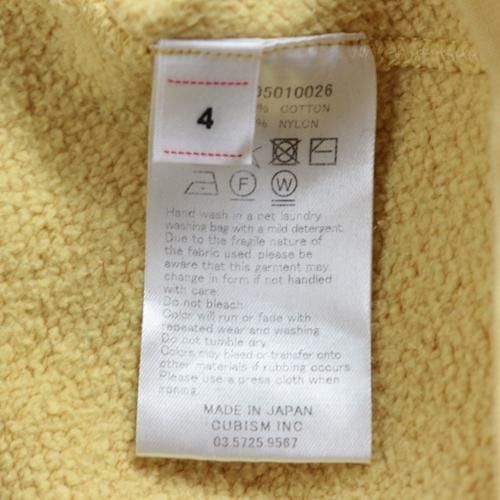 4
95010026
% COTTON
% NYLON
F
W
Hand wash in a net laundry
washing bag with a mild detergent.
Due to the fragile nature of
the fabric used, please be
aware that this garment may
change in form if not handled
with care.
Do not bleach.
Color will run or fade with
repeated wear and washing.
Do not tumble dry.
Colors may bleed or transfer onto
other materials if rubbing occurs.
Please use a press cloth when
ironing.
MADE IN JAPAN
CUBISM INC
03.5725.9567